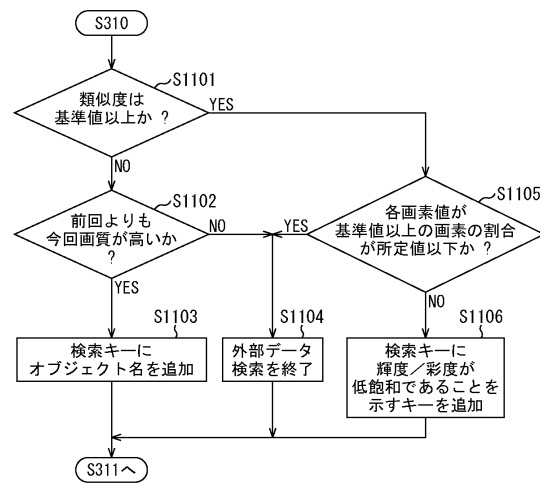 S310
S1101
類似度は
基準値以上か ?
YES
NO
S1102
前回よりも
今回画質が高いか
?
NO
YES
S1105
各画素値が
基準値以上の画素の割合
が所定値以下か ?
YES
NO
S1103
検索キーに
オブジェクト名を追加
S1104
外部データ
検索を終了
S1106
検索キーに
輝度／彩度が
低飽和であることを
示すキーを追加
S311へ